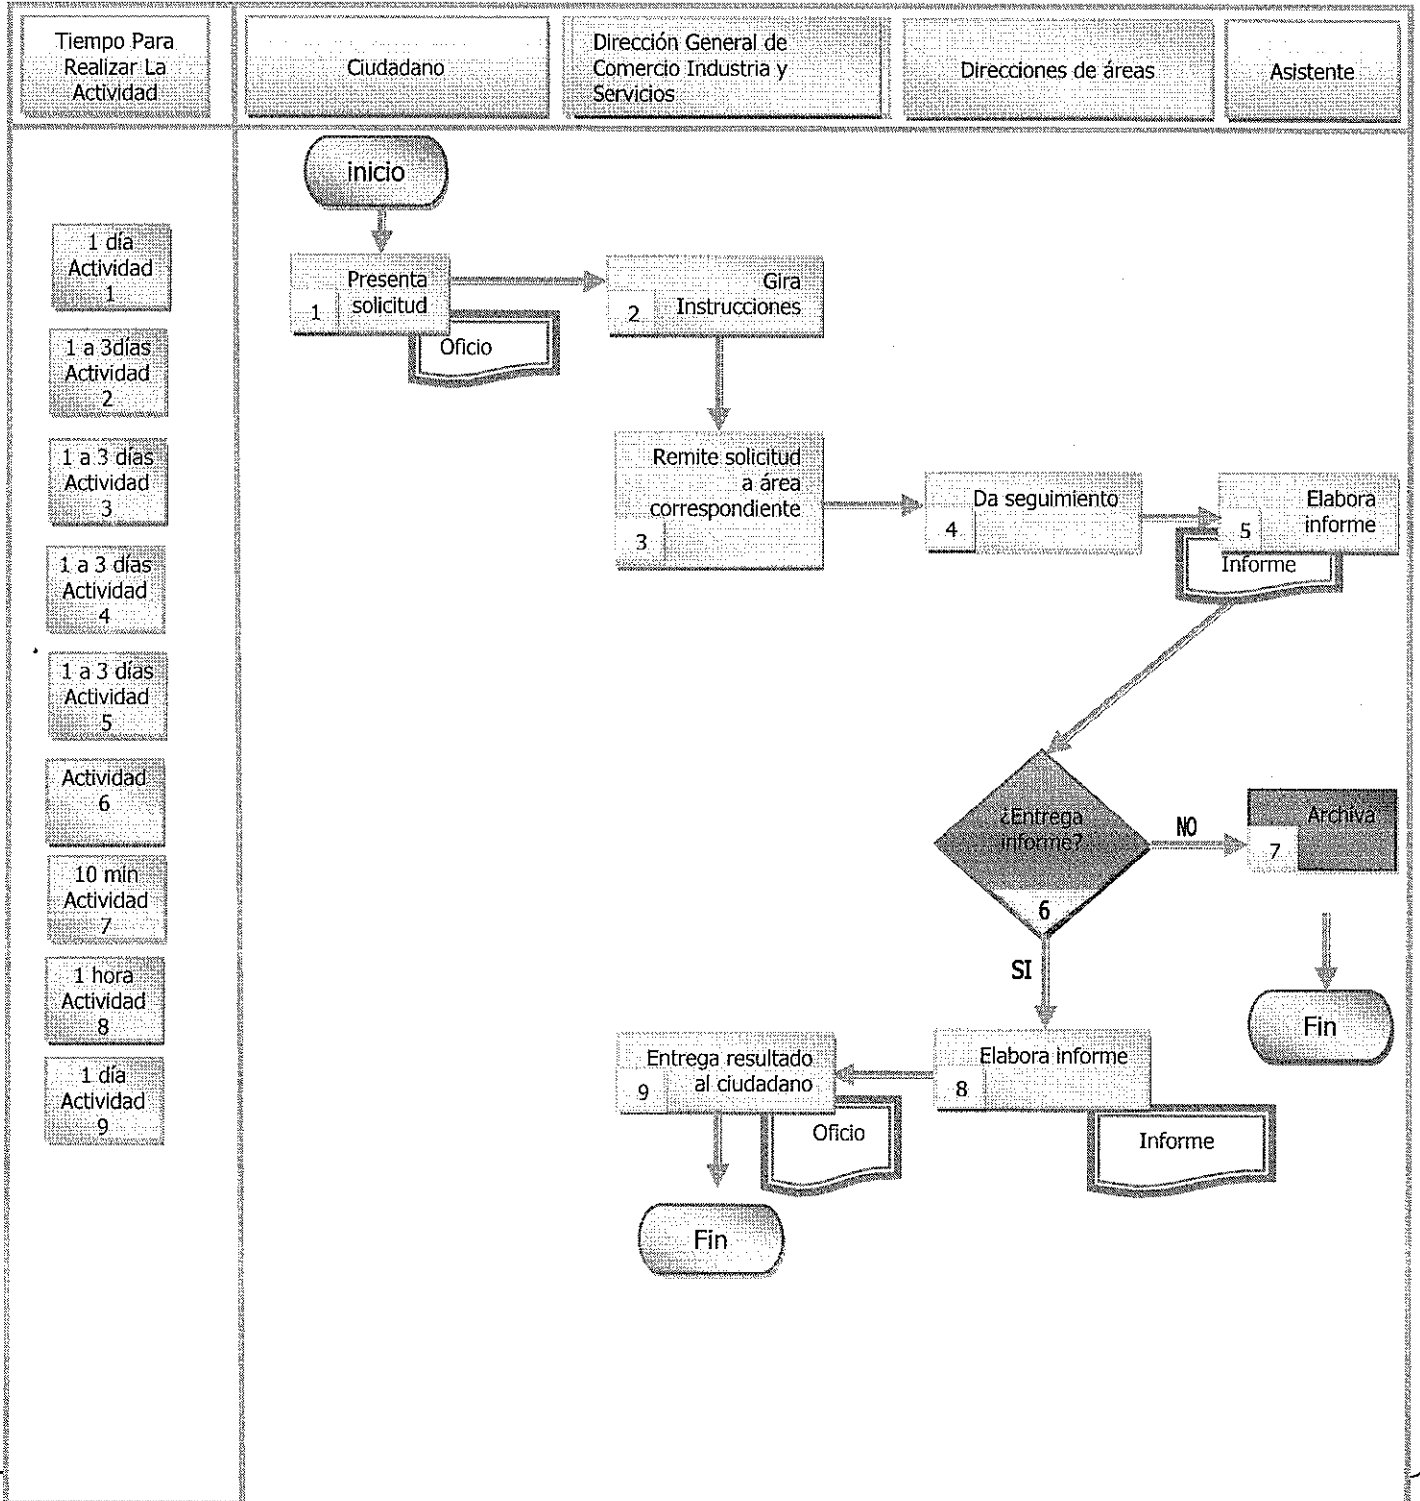 Tiempo Para
Realizar La
Actividad
Ciudadano
Dirección General de
Comercio Industria y
Servicios
Direcciones de áreas
Asistente
inicio
1 día
Actividad
1
1 a 3días
Actividad
2
1 a 3 días
Actividad
3
1 a 3 días
Actividad
4
1 a 3 días
Actividad
5
Actividad
6
10 min
Actividad
7
1 hora
Actividad
8
1 día
Actividad
9
Presenta
solicitud
1
Oficio
Gira
Instrucciones
2
Remite solicitud
a área
correspondiente
3
Da seguimiento
4
Elabora
informe
5
Informe
¿Entrega
informe?
6
NO
Archiva
7
Fin
SI
Elabora informe
8
Informe
Entrega resultado
al ciudadano
9
Oficio
Fin